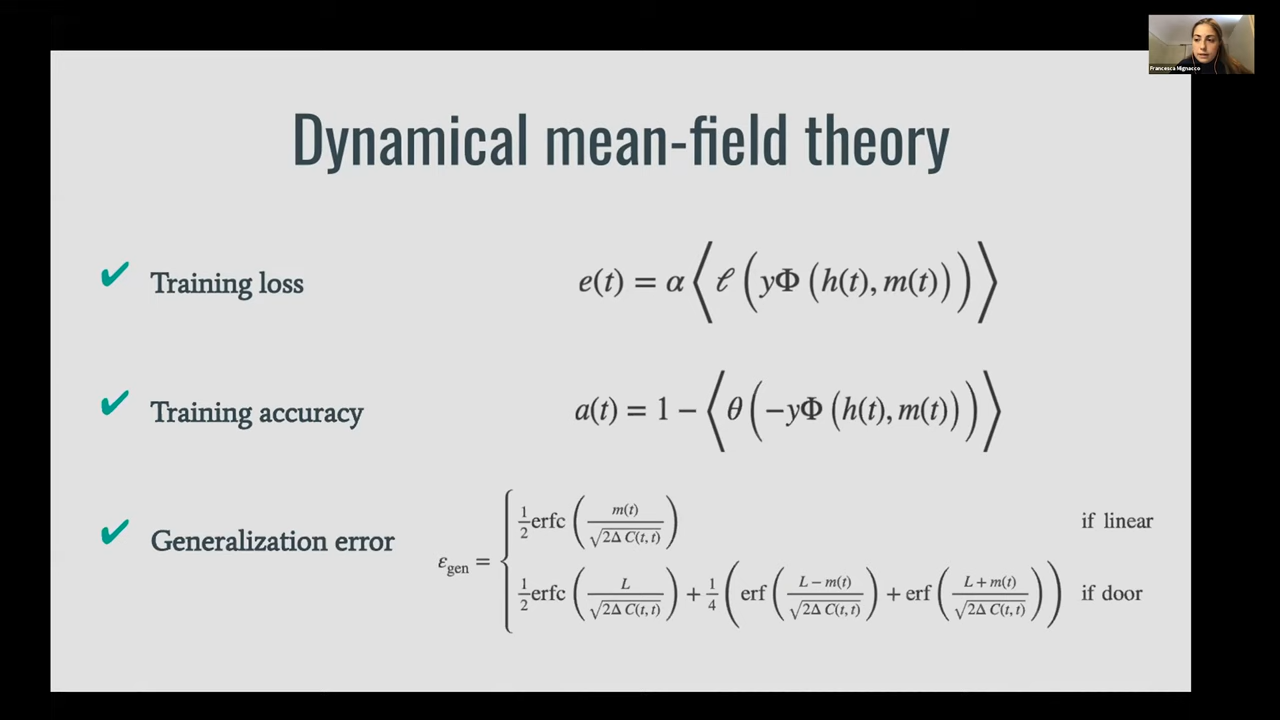 Francesca Mignacco
Dynamical mean-field theory
✔ Training loss e(t) = α⟨ℓ(yΦ(h(t), m(t)))⟩
✔ Training accuracy a(t) = 1 − ⟨θ(−yΦ(h(t), m(t)))⟩
✔ Generalization error ε_gen = { 1/2 erfc(m(t)/√(2Δ C(t,t))) if linear
1/2 erfc(L/√(2Δ C(t,t))) + 1/4(erf((L − m(t))/√(2Δ C(t,t))) + erf((L + m(t))/√(2Δ C(t,t)))) if door